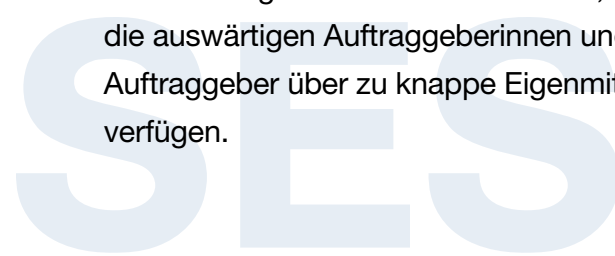 die auswärtigen Auftraggeberinnen un
Auftraggeber über zu knappe Eigenmit
verfügen.
SES